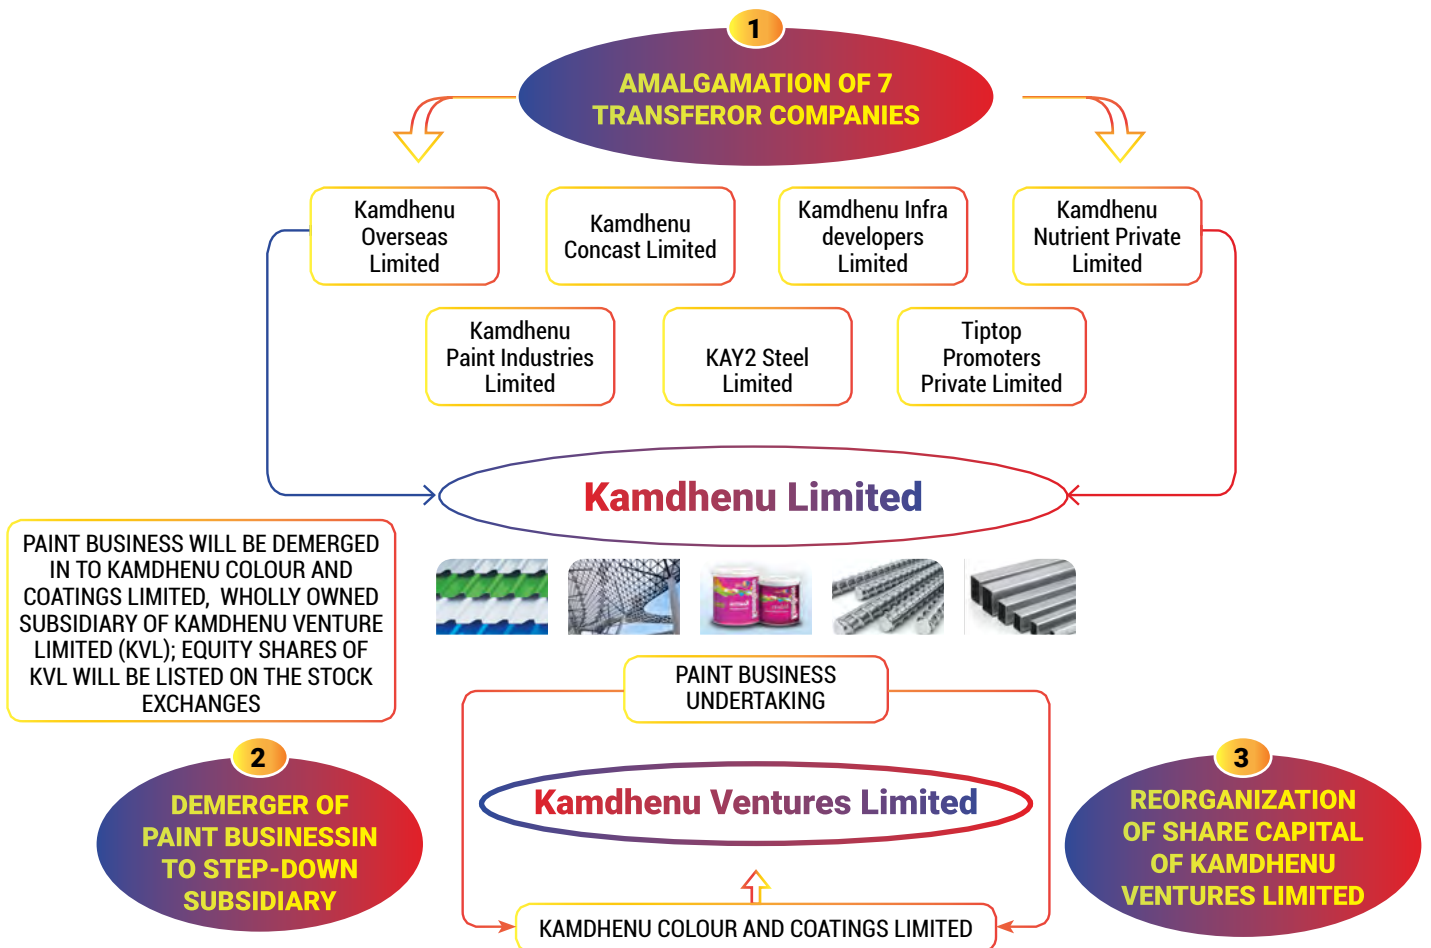 1
AMALGAMATION OF 7
TRANSFEROR COMPANIES
Kamdhenu
Overseas
Limited
Kamdhenu
Concast Limited
Kamdhenu Infra
developers
Limited
Kamdhenu
Nutrient Private
Limited
Kamdhenu
Paint Industries
Limited
KAY2 Steel
Limited
Tiptop
Promoters
Private Limited
Kamdhenu Limited
PAINT BUSINESS WILL BE DEMERGED
IN TO KAMDHENU COLOUR AND
COATINGS LIMITED, WHOLLY OWNED
SUBSIDIARY OF KAMDHENU VENTURE
LIMITED (KVL); EQUITY SHARES OF
KVL WILL BE LISTED ON THE STOCK
EXCHANGES
PAINT BUSINESS
UNDERTAKING
2
DEMERGER OF
PAINT BUSINESSIN
TO STEP-DOWN
SUBSIDIARY
Kamdhenu Ventures Limited
KAMDHENU COLOUR AND COATINGS LIMITED
3
REORGANIZATION
OF SHARE CAPITAL
OF KAMDHENU
VENTURES LIMITED